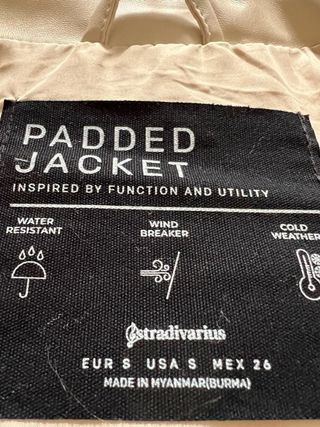 PADDED
JACKET
INSPIRED BY FUNCTION AND UTILITY
WATER
RESISTANT
WIND
BREAKER
COLD
WEATHER
stradivarius
EUR S USA S MEX 26
MADE IN MYANMAR(BURMA)